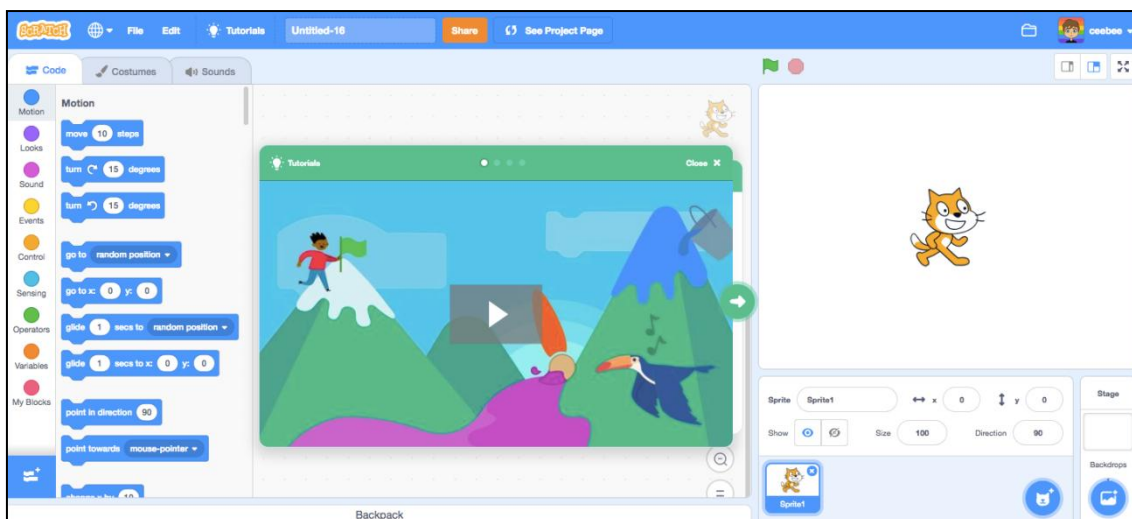 SCRATCH File Edit Tutorials Untitled-16 Share See Project Page ceebee
Code Costumes Sounds
Motion
Looks
Sound
Events
Control
Sensing
Operators
Variables
My Blocks
Motion
move 10 steps
turn 15 degrees
turn 15 degrees
go to random position
go to x: 0 y: 0
glide 1 secs to random position
glide 1 secs to x: 0 y: 0
point in direction 90
point towards mouse-pointer
change x by 10
Tutorials Close
Backpack
Sprite Sprite1 x 0 y 0
Show Size 100 Direction 90
Sprite1
Stage
Backdrops